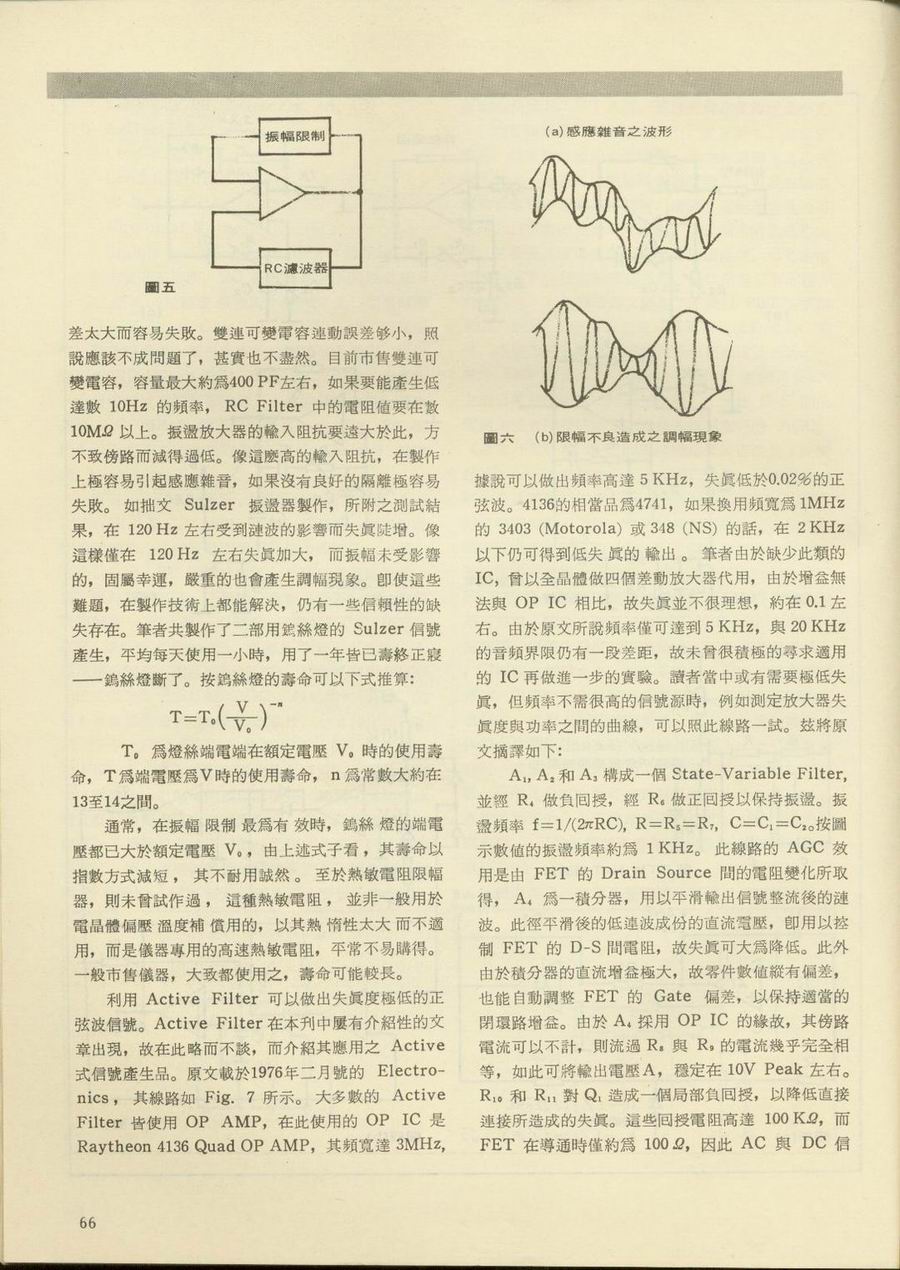 振幅限制
RC濾波器
圖五
差太大而容易失敗。雙連可變電容連動誤差够小，照
說應該不成問題了，甚實也不盡然。目前市售雙連可
變電容，容量最大約爲400 PF左右，如果要能產生低
達數 10Hz 的頻率， RC Filter 中的電阻値要在數
10MΩ 以上。振盪放大器的輸入阻抗要遠大於此，方
不致傍路而減得過低。像這麽高的輸入阻抗，在製作
上極容易引起感應雜音，如果沒有良好的隔離極容易
失敗。 如拙文 Sulzer 振盪器製作，所附之測試結
果，在 120 Hz 左右受到漣波的影響而失眞陡增。像
這樣僅在 120 Hz 左右失眞加大， 而振幅未受影響
的，固屬幸運，嚴重的也會產生調幅現象。卽使這些
難題，在製作技術上都能解決，仍有一些信賴性的缺
失存在。筆者共製作了二部用鎢絲燈的 Sulzer 信號
產生，平均每天使用一小時，用了一年皆已壽終正寢
——鎢絲燈斷了。按鎢絲燈的壽命可以下式推算：
T=T₀(V/V₀)⁻ⁿ
T₀ 爲燈絲端電端在額定電壓 V₀ 時的使用壽
命，T爲端電壓爲V時的使用壽命，n 爲常數大約在
13至14之間。
通常，在振幅 限制 最爲有 效時，鎢絲 燈的端電
壓都已大於額定電壓 V₀ ，由上述式子看 ，其壽命以
指數方式減短 ， 其不耐用誠然 。 至於熱敏電阻限幅
器，則未曾試作過 ， 這種熱敏電阻 ， 並非一般用於
電晶體偏壓 溫度補 償用的，以其熱 惰性太大 而不適
用，而是儀器專用的高速熱敏電阻，平常不易購得。
一般市售儀器，大致都使用之，壽命可能較長。
利用 Active Filter 可以做出失眞度極低的正
弦波信號。Active Filter 在本刋中屢有介紹性的文
章出現，故在此略而不談，而介紹其應用之 Active
式信號產生品。原文載於1976年二月號的 Electro-
nics ， 其線路如 Fig. 7 所示。 大多數的 Active
Filter 皆使用 OP AMP，在此使用的 OP IC 是
Raytheon 4136 Quad OP AMP，其頻寬達 3MHz,
(a)感應雜音之波形
圖六 (b)限幅不良造成之調幅現象
據說可以做出頻率高達 5 KHz，失眞低於0.02%的正
弦波。4136的相當品爲4741，如果換用頻寬爲 1MHz
的 3403 (Motorola) 或 348 (NS) 的話，在 2 KHz
以下仍可得到低失 眞的 輸出 。 筆者由於缺少此類的
IC，曾以全晶體做四個差動放大器代用，由於增益無
法與 OP IC 相比，故失眞並不很理想，約在 0.1 左
右。由於原文所說頻率僅可達到 5 KHz，與 20 KHz
的音頻界限仍有一段差距，故未曾很積極的尋求適用
的 IC 再做進一步的實驗。讀者當中或有需要極低失
眞，但頻率不需很高的信號源時，例如測定放大器失
眞度與功率之間的曲線，可以照此線路一試。玆將原
文摘譯如下：
A₁, A₂ 和 A₃ 構成一個 State-Variable Filter,
並經 R₄ 做負囘授，經 R₆ 做正囘授以保持振盪。振
盪頻率 f=1/(2πRC), R=R₅=R₇, C=C₁=C₂。按圖
示數値的振盪頻率約爲 1 KHz。 此線路的 AGC 效
用是由 FET 的 Drain Source 間的電阻變化所取
得， A₄ 爲一積分器，用以平滑輸出信號整流後的漣
波。此徑平滑後的低漣波成份的直流電壓，卽用以控
制 FET 的 D-S 間電阻，故失眞可大爲降低。此外
由於積分器的直流增益極大，故零件數値縱有偏差，
也能自動調整 FET 的 Gate 偏差，以保持適當的
閉環路增益。由於 A₄ 採用 OP IC 的緣故，其傍路
電流可以不計，則流過 R₈ 與 R₉ 的電流幾乎完全相
等，如此可將輸出電壓 A，穩定在 10V Peak 左右。
R₁₀ 和 R₁₁ 對 Q₁ 造成一個局部負囘授，以降低直接
連接所造成的失眞。這些囘授電阻高達 100 KΩ，而
FET 在導通時僅約爲 100 Ω，因此 AC 與 DC 信
66